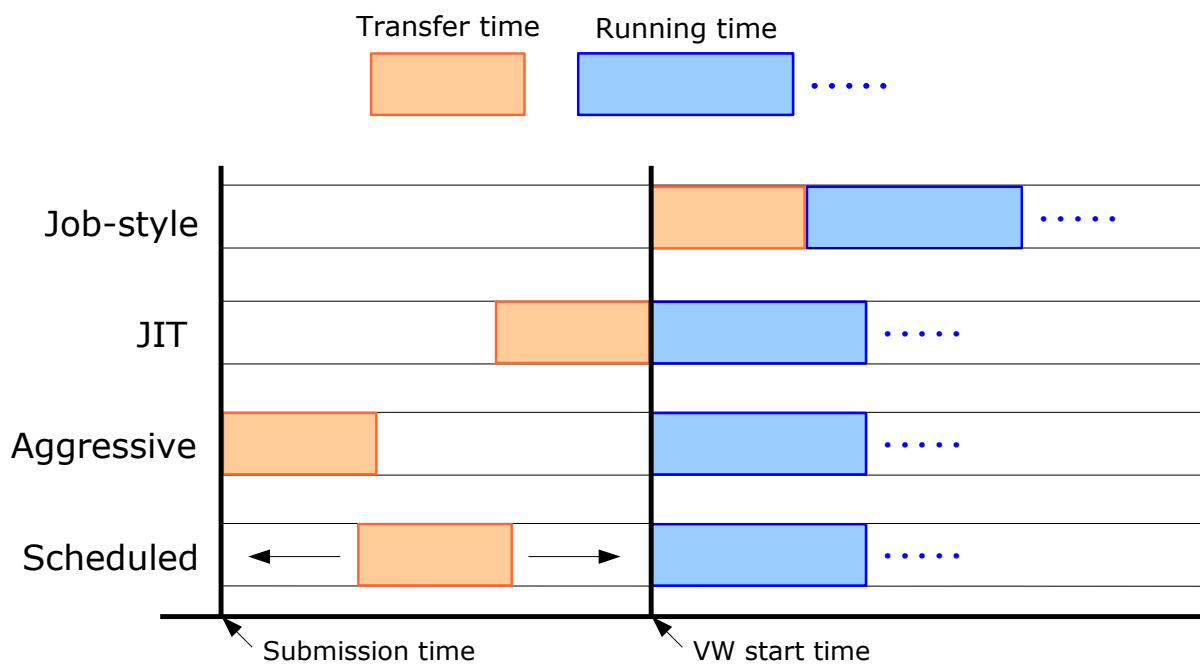 Transfer time
Running time
Job-style
JIT
Aggressive
Scheduled
Submission time
VW start time